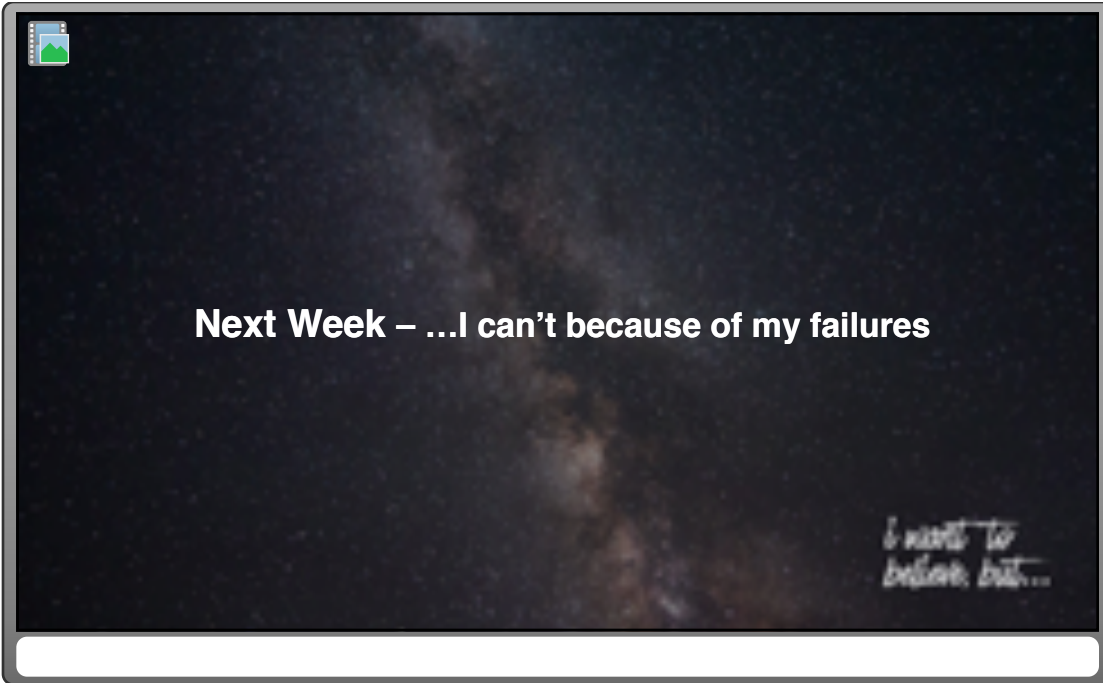 Next Week – …I can’t because of my failures
i want to
believe, but...